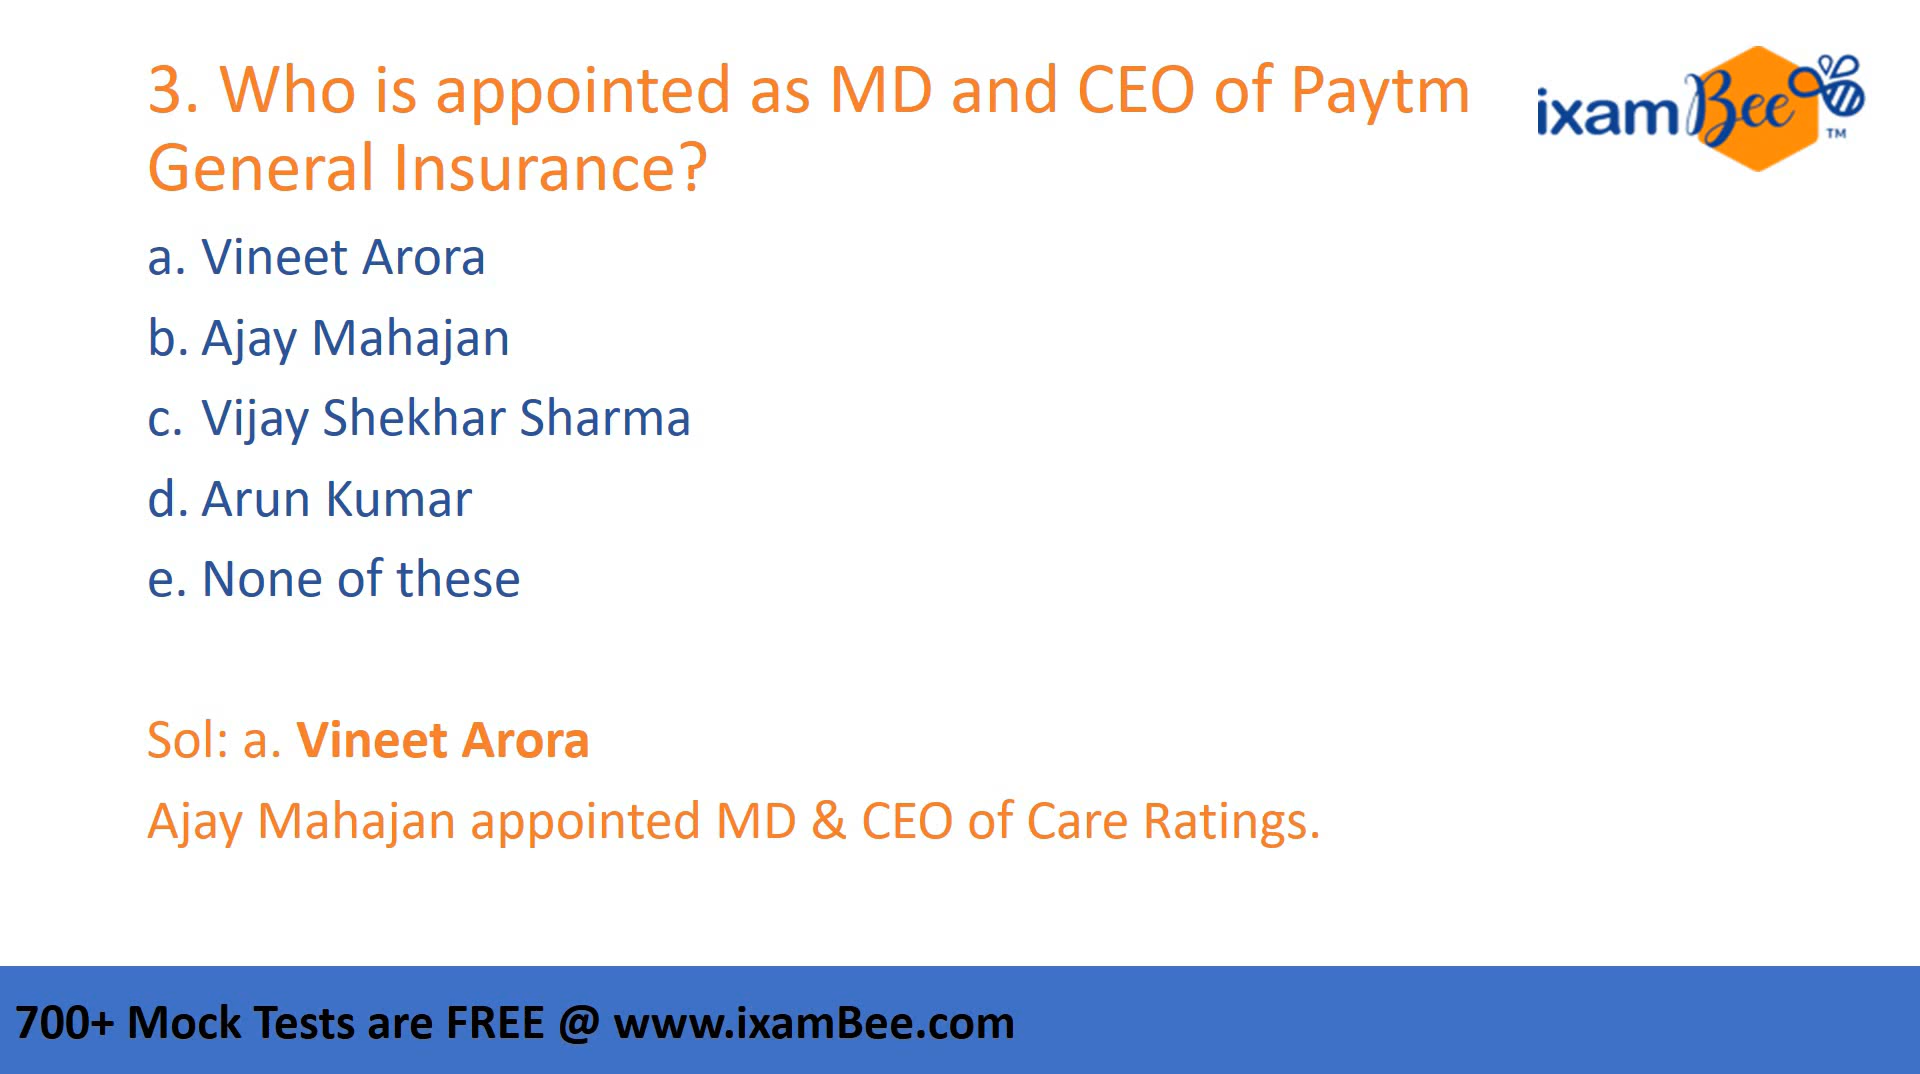 3. Who is appointed as MD and CEO of Paytm
General Insurance?
ixamBee™
a. Vineet Arora
b. Ajay Mahajan
c. Vijay Shekhar Sharma
d. Arun Kumar
e. None of these
Sol: a. Vineet Arora
Ajay Mahajan appointed MD & CEO of Care Ratings.
700+ Mock Tests are FREE @ www.ixamBee.com